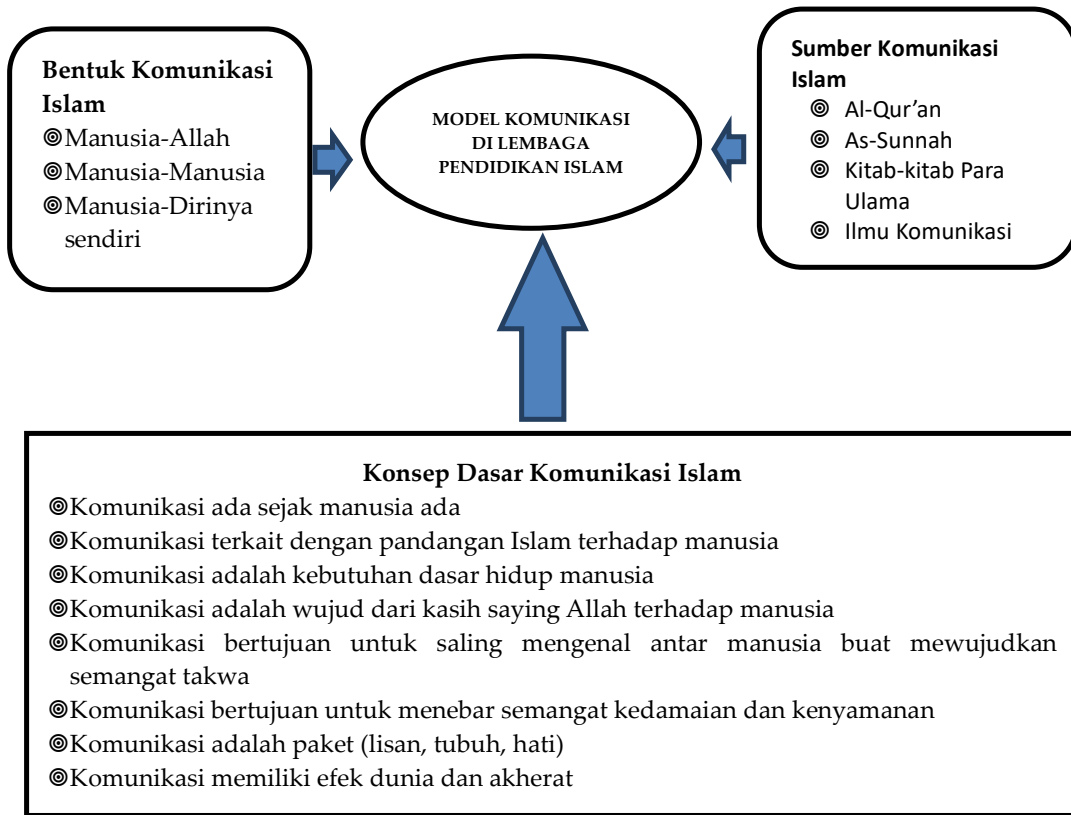 Bentuk Komunikasi
Islam
◎Manusia-Allah
◎Manusia-Manusia
◎Manusia-Dirinya
sendiri
MODEL KOMUNIKASI
DI LEMBAGA
PENDIDIKAN ISLAM
Sumber Komunikasi
Islam
◎ Al-Qur’an
◎ As-Sunnah
◎ Kitab-kitab Para
Ulama
◎ Ilmu Komunikasi
Konsep Dasar Komunikasi Islam
◎Komunikasi ada sejak manusia ada
◎Komunikasi terkait dengan pandangan Islam terhadap manusia
◎Komunikasi adalah kebutuhan dasar hidup manusia
◎Komunikasi adalah wujud dari kasih saying Allah terhadap manusia
◎Komunikasi bertujuan untuk saling mengenal antar manusia buat mewujudkan
semangat takwa
◎Komunikasi bertujuan untuk menebar semangat kedamaian dan kenyamanan
◎Komunikasi adalah paket (lisan, tubuh, hati)
◎Komunikasi memiliki efek dunia dan akherat